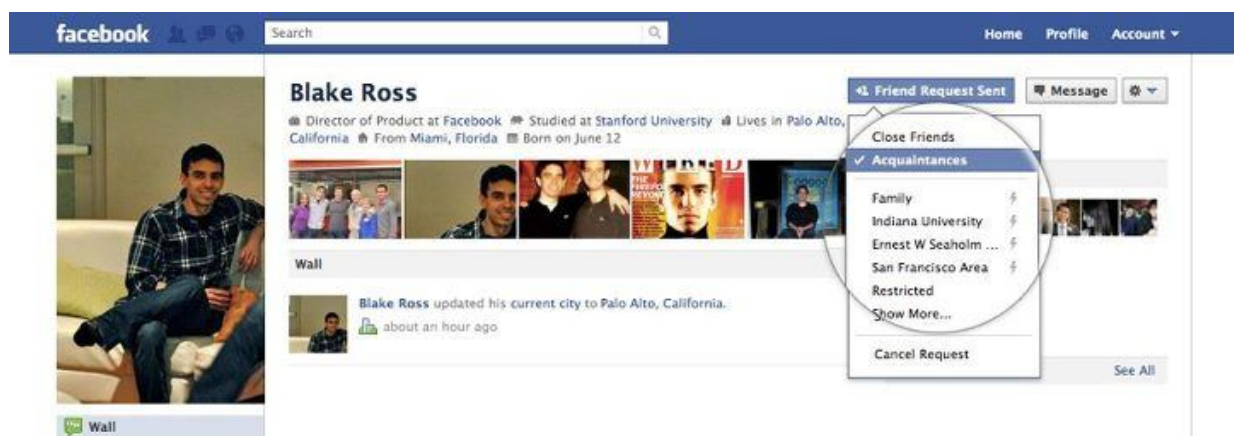 facebook
Search
Home Profile Account
Blake Ross
Friend Request Sent
Message
Director of Product at Facebook Studied at Stanford University Lives in Palo Alto,
California From Miami, Florida Born on June 12
Close Friends
Acquaintances
Family
Indiana University
Ernest W Seaholm ...
San Francisco Area
Restricted
Show More...
Cancel Request
WIRED
THE
FIREFOX
Wall
Blake Ross updated his current city to Palo Alto, California.
about an hour ago
See All
Wall